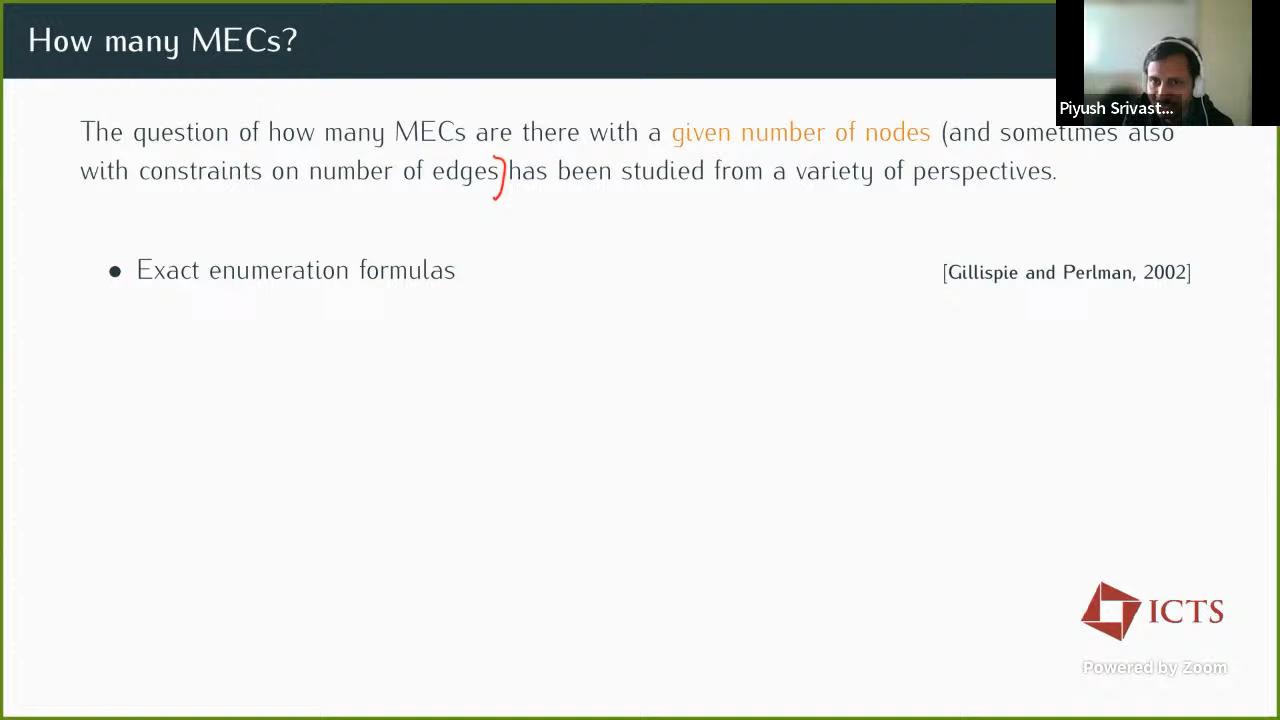 How many MECs?
Piyush Srivast...
The question of how many MECs are there with a given number of nodes (and sometimes also
with constraints on number of edges) has been studied from a variety of perspectives.
• Exact enumeration formulas [Gillispie and Perlman, 2002]
ICTS
Powered by Zoom